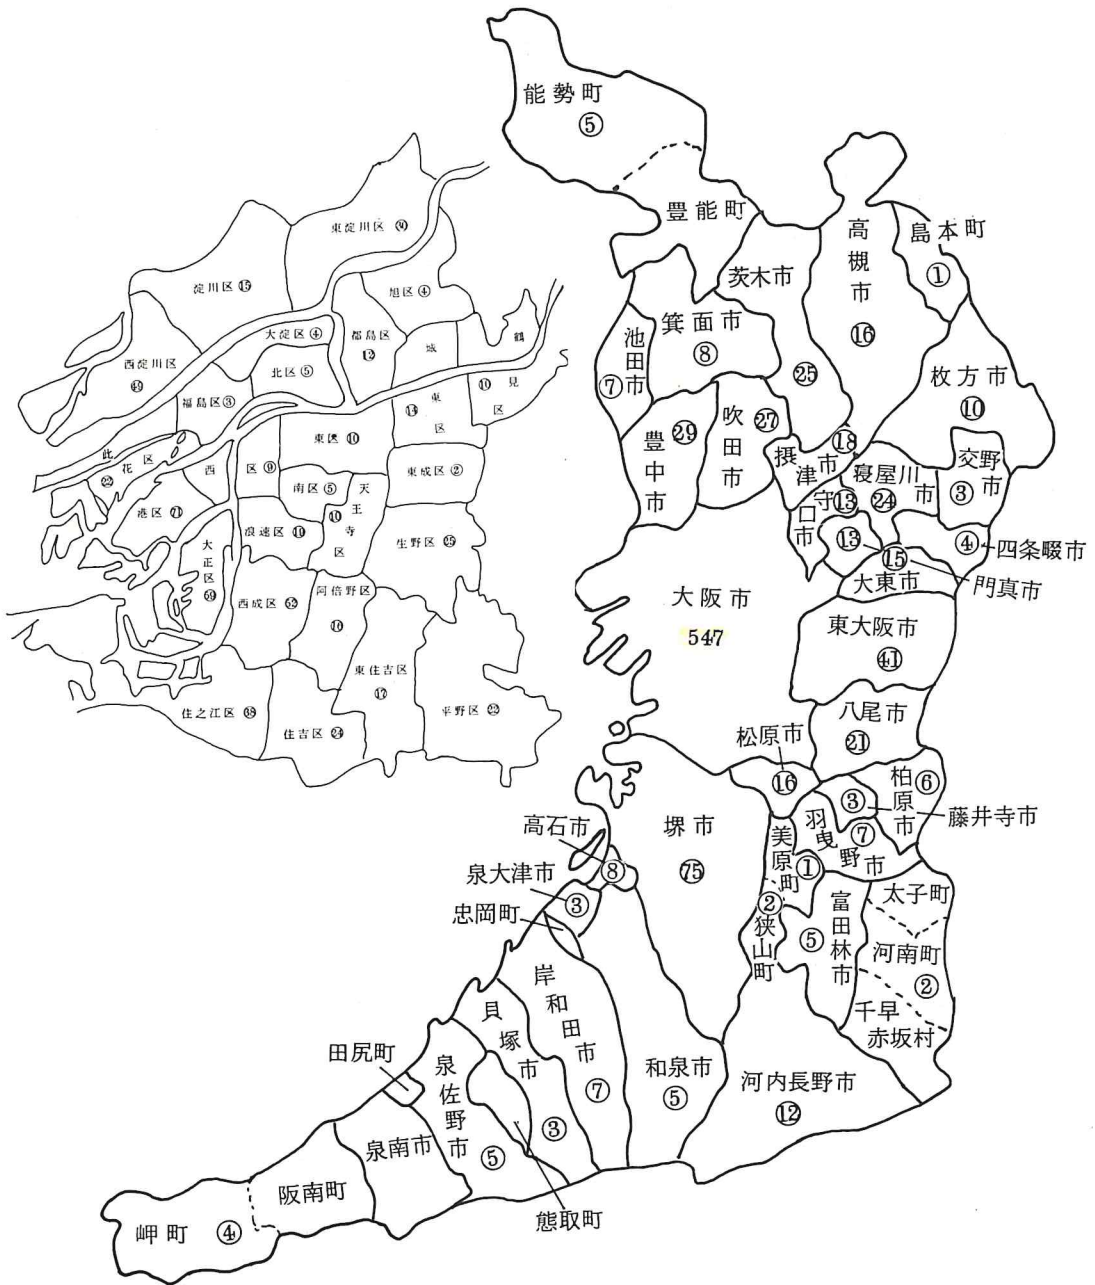 能勢町
⑤
豊能町
高槻市
⑯
島本町
①
茨木市
㉕
箕面市
⑧
池田市
⑦
枚方市
⑩
豊中市
㉙
吹田市
㉗
摂津市
⑱
寝屋川市
㉔
交野市
③
守口市
⑬
⑬
④
四条畷市
⑮
門真市
大東市
大阪市
547
東大阪市
㊶
八尾市
㉑
松原市
⑯
柏原市
⑥
③
藤井寺市
羽曳野市
⑦
堺市
75
美原町
①
高石市
⑧
泉大津市
③
忠岡町
②
狭山町
富田林市
⑤
太子町
河南町
②
千早
赤坂村
岸和田市
⑦
貝塚市
③
和泉市
⑤
河内長野市
⑫
田尻町
泉佐野市
⑤
泉南市
阪南町
岬町
④
態取町
東淀川区
淀川区 ⑮
旭区 ④
大淀区 ④
都島区
⑫
城東区
⑭
鶴見区
⑩
西淀川区
北区 ⑤
福島区 ③
此花区
㉒
西区 ⑨
東区 ⑩
東成区 ②
港区 ㉑
南区 ⑤
天王寺区
⑩
浪速区 ⑩
生野区
大正区
59
西成区 52
阿倍野区
⑯
東住吉区
⑰
住之江区 ㊳
住吉区 ㉔
平野区 ㉒